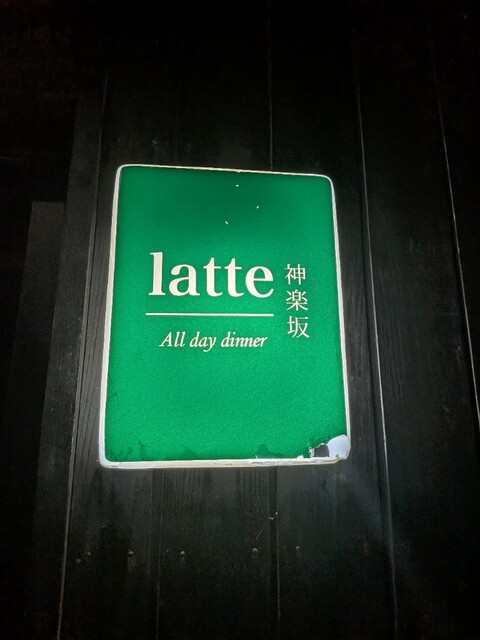 latte
神楽坂
All day dinner